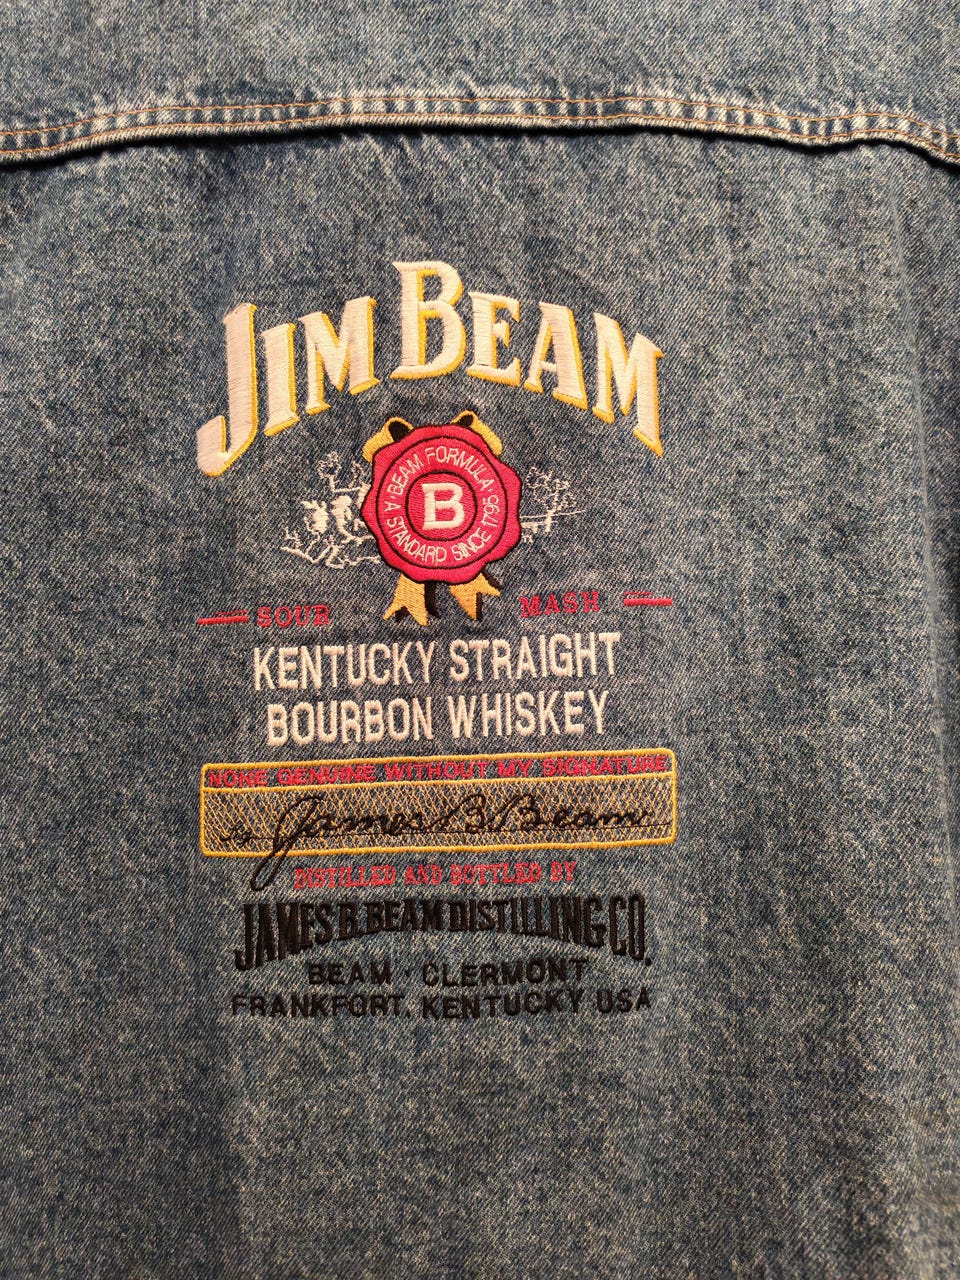 JIM BEAM
· BEAM FORMULA ·
A STANDARD SINCE 1795
B
SOUR MASH
KENTUCKY STRAIGHT
BOURBON WHISKEY
NONE GENUINE WITHOUT MY SIGNATURE
James B Beam
DISTILLED AND BOTTLED BY
JAMES B. BEAM DISTILLING CO.
BEAM · CLERMONT
FRANKFORT, KENTUCKY USA